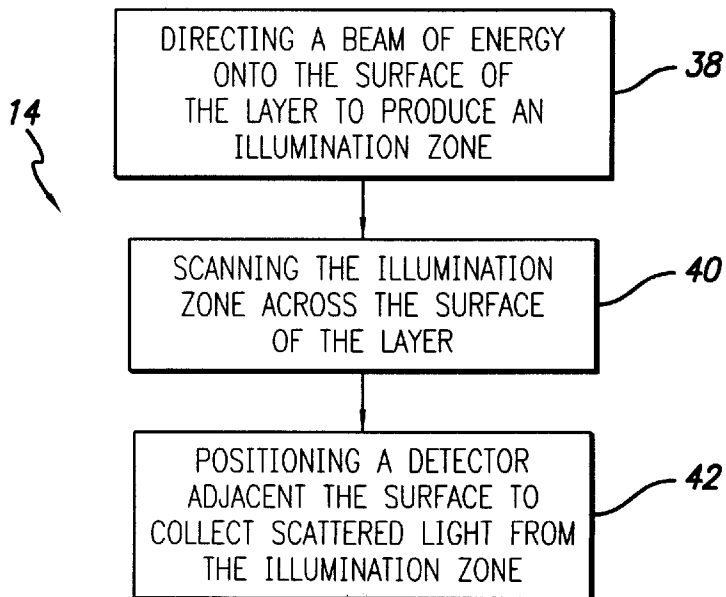 DIRECTING A BEAM OF ENERGY
ONTO THE SURFACE OF
THE LAYER TO PRODUCE AN
ILLUMINATION ZONE
38
14
SCANNING THE ILLUMINATION
ZONE ACROSS THE SURFACE
OF THE LAYER
40
POSITIONING A DETECTOR
ADJACENT THE SURFACE TO
COLLECT SCATTERED LIGHT FROM
THE ILLUMINATION ZONE
42